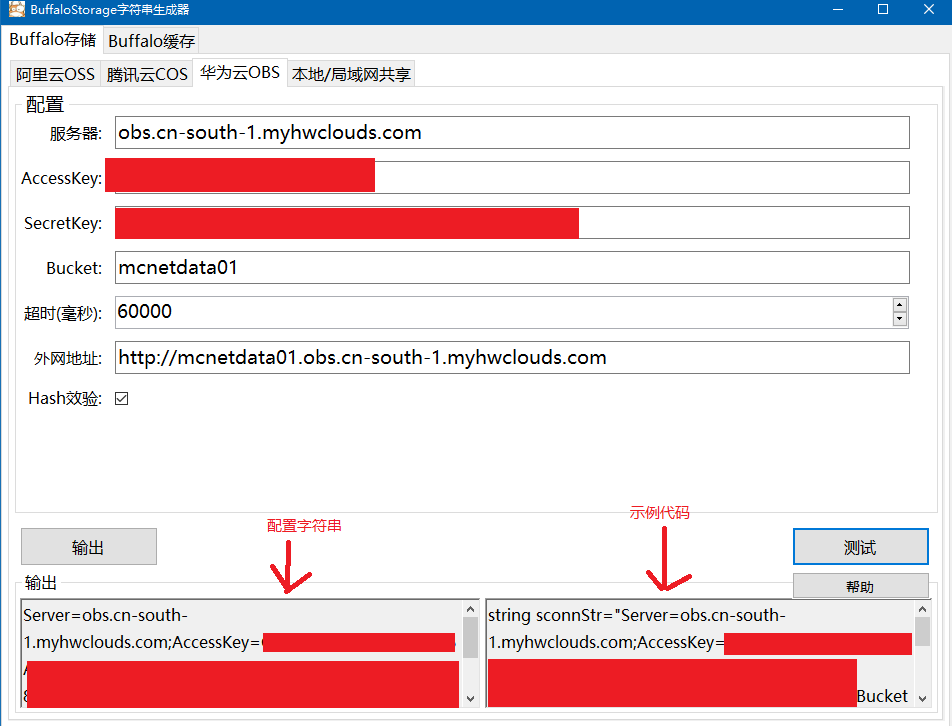 BuffaloStorage字符串生成器
Buffalo存储 Buffalo缓存
阿里云OSS 腾讯云COS 华为云OBS 本地/局域网共享
配置
服务器: obs.cn-south-1.myhwclouds.com
AccessKey:
SecretKey:
Bucket: mcnetdata01
超时(毫秒): 60000
外网地址: http://mcnetdata01.obs.cn-south-1.myhwclouds.com
Hash效验:
配置字符串 示例代码
输出 测试
输出 帮助
Server=obs.cn-south-
1.myhwclouds.com;AccessKey=
string sconnStr="Server=obs.cn-south-
1.myhwclouds.com;AccessKey=
Bucket